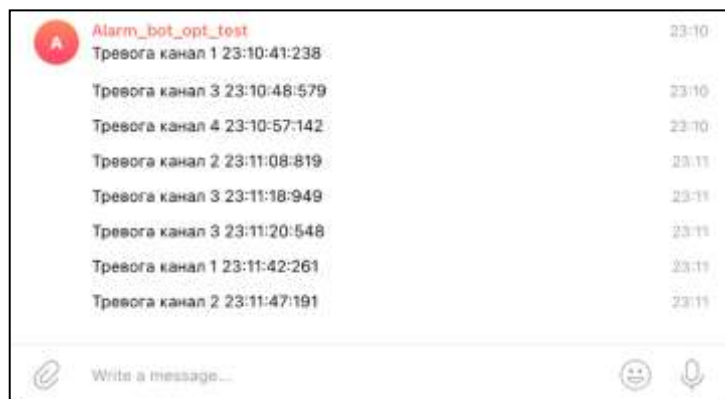 A
Alarm_bot_opt_test 23:10
Тревога канал 1 23:10:41:238
Тревога канал 3 23:10:48:579 23:10
Тревога канал 4 23:10:57:142 23:10
Тревога канал 2 23:11:08:819 23:11
Тревога канал 3 23:11:18:949 23:11
Тревога канал 3 23:11:20:548 23:11
Тревога канал 1 23:11:42:261 23:11
Тревога канал 2 23:11:47:191 23:11
Write a message...